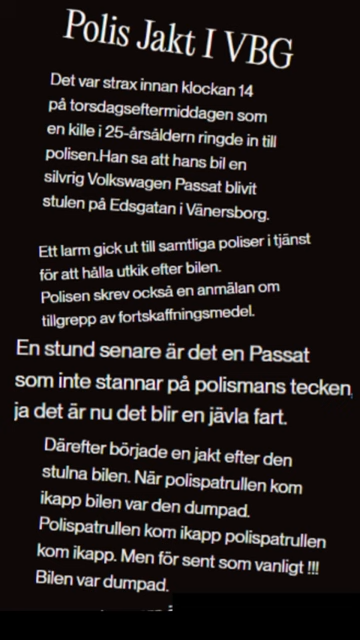 Polis Jakt I VBG
Det var strax innan klockan 14
på torsdagseftermiddagen som
en kille i 25-årsåldern ringde in till
polisen.Han sa att hans bil en
silvrig Volkswagen Passat blivit
stulen på Edsgatan i Vänersborg.
Ett larm gick ut till samtliga poliser i tjänst
för att hålla utkik efter bilen.
Polisen skrev också en anmälan om
tillgrepp av fortskaffningsmedel.
En stund senare är det en Passat
som inte stannar på polismans tecken,
ja det är nu det blir en jävla fart.
Därefter började en jakt efter den
stulna bilen. När polispatrullen kom
ikapp bilen var den dumpad.
Polispatrullen kom ikapp polispatrullen
kom ikapp. Men för sent som vanligt !!!
Bilen var dumpad.